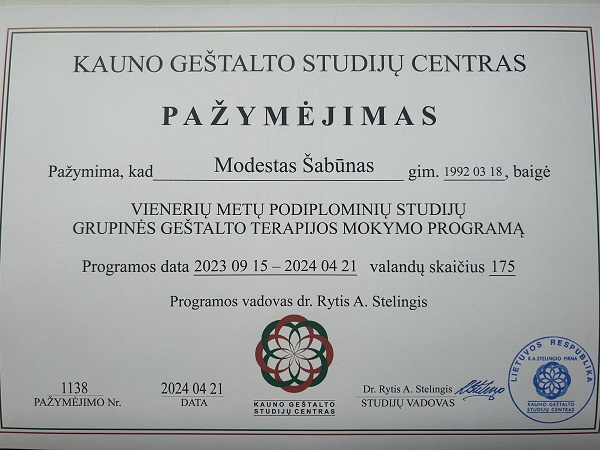 KAUNO GEŠTALTO STUDIJŲ CENTRAS
PAŽYMĖJIMAS
Pažymima, kad Modestas Šabūnas gim. 1992 03 18, baigė
VIENERIŲ METŲ PODIPLOMINIŲ STUDIJŲ
GRUPINĖS GEŠTALTO TERAPIJOS MOKYMO PROGRAMĄ
Programos data 2023 09 15 – 2024 04 21 valandų skaičius 175
Programos vadovas dr. Rytis A. Stelingis
1138
PAŽYMĖJIMO Nr.
2024 04 21
DATA
KAUNO GEŠTALTO
STUDIJŲ CENTRAS
Dr. Rytis A. Stelingis
STUDIJŲ VADOVAS
LIETUVOS RESPUBLIKA
R.A.STELINGIO FIRMA
KAUNO GEŠTALTO
STUDIJŲ CENTRAS